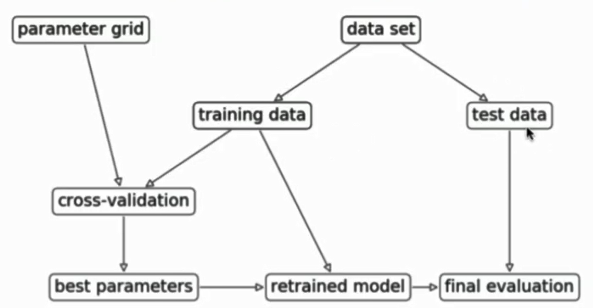 parameter grid
data set
training data
test data
cross-validation
best parameters
retrained model
final evaluation